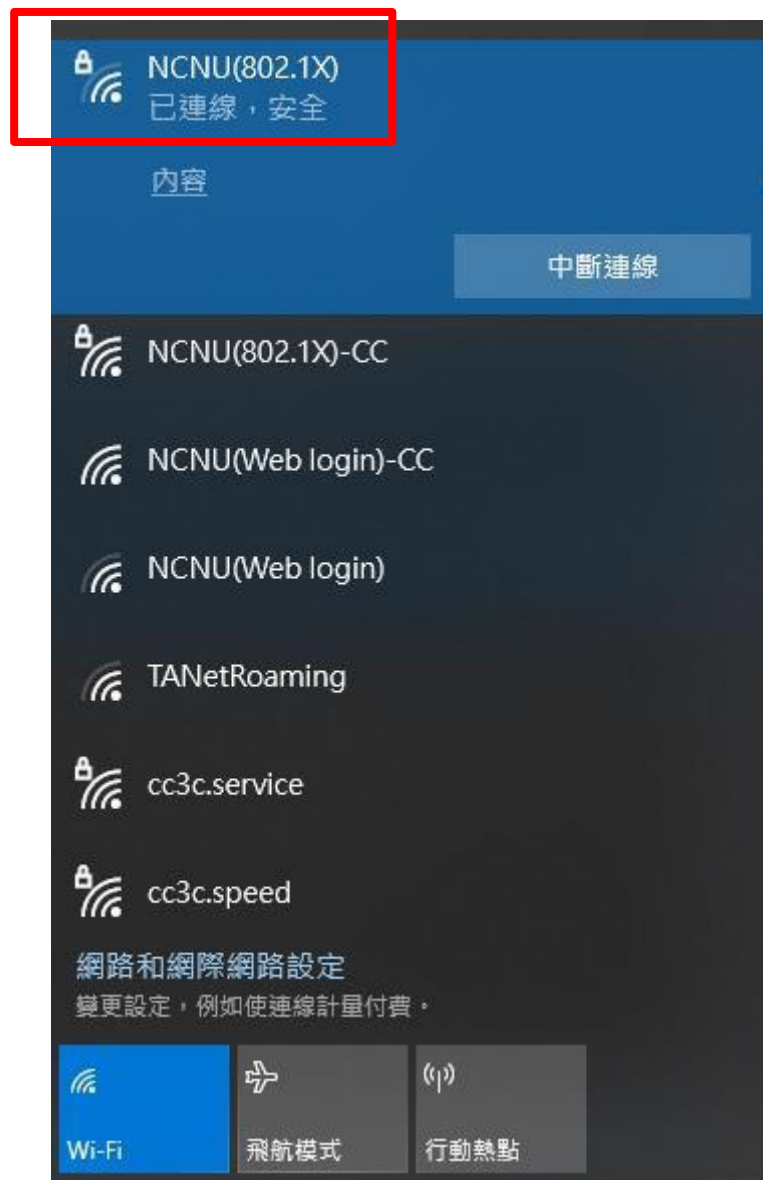 NCNU(802.1X)
已連線，安全
內容
中斷連線
NCNU(802.1X)-CC
NCNU(Web login)-CC
NCNU(Web login)
TANetRoaming
cc3c.service
cc3c.speed
網路和網際網路設定
變更設定，例如使連線計量付費。
Wi-Fi
飛航模式
行動熱點